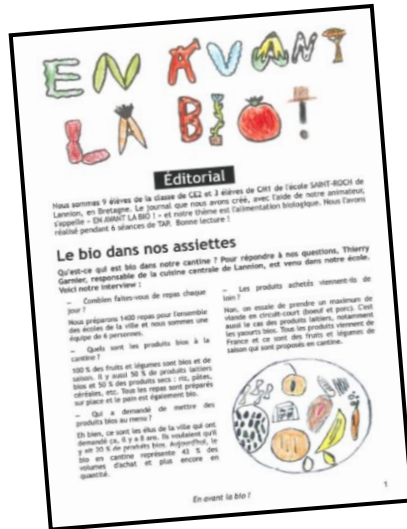 EN AVANT
LA BIO!
Éditorial
Nous sommes 9 élèves de la classe de CE2 et 3 élèves de CM1 de l'école SAINT-ROCH de
Lannion, en Bretagne. Le journal que nous avons créé, avec l'aide de notre animateur,
s'appelle « EN AVANT LA BIO ! » et notre thème est l'alimentation biologique. Nous l'avons
réalisé pendant 6 séances de TAP. Bonne lecture !
Le bio dans nos assiettes
Qu'est-ce qui est bio dans notre cantine ? Pour répondre à nos questions, Thierry
Garnier, responsable de la cuisine centrale de Lannion, est venu dans notre école.
Voici notre interview :
– Combien faites-vous de repas chaque
jour ?
Nous préparons 1400 repas pour l'ensemble
des écoles de la ville et nous sommes une
équipe de 6 personnes.
– Quels sont les produits bios à la
cantine ?
100 % des fruits et légumes sont bios et de
saison. Il y aussi 50 % de produits laitiers
bios et 50 % des produits secs : riz, pâtes,
céréales, etc. Tous les repas sont préparés
sur place et le pain est également bio.
– Qui a demandé de mettre des
produits bios au menu ?
Eh bien, ce sont les élus de la ville qui ont
demandé ça, il y a 8 ans. Ils voulaient qu'il
y ait 20 % de produits bios. Aujourd'hui, le
bio en cantine représente 43 % des
volumes d'achat et plus encore en
quantité.
– Les produits achetés viennent-ils de
loin ?
Non, on essaie de prendre un maximum de
viande en circuit-court (boeuf et porc). C'est
aussi le cas des produits laitiers, notamment
les yaourts bios. Tous les produits viennent de
France et ce sont des fruits et légumes de
saison qui sont proposés en cantine.
En avant la bio !
1